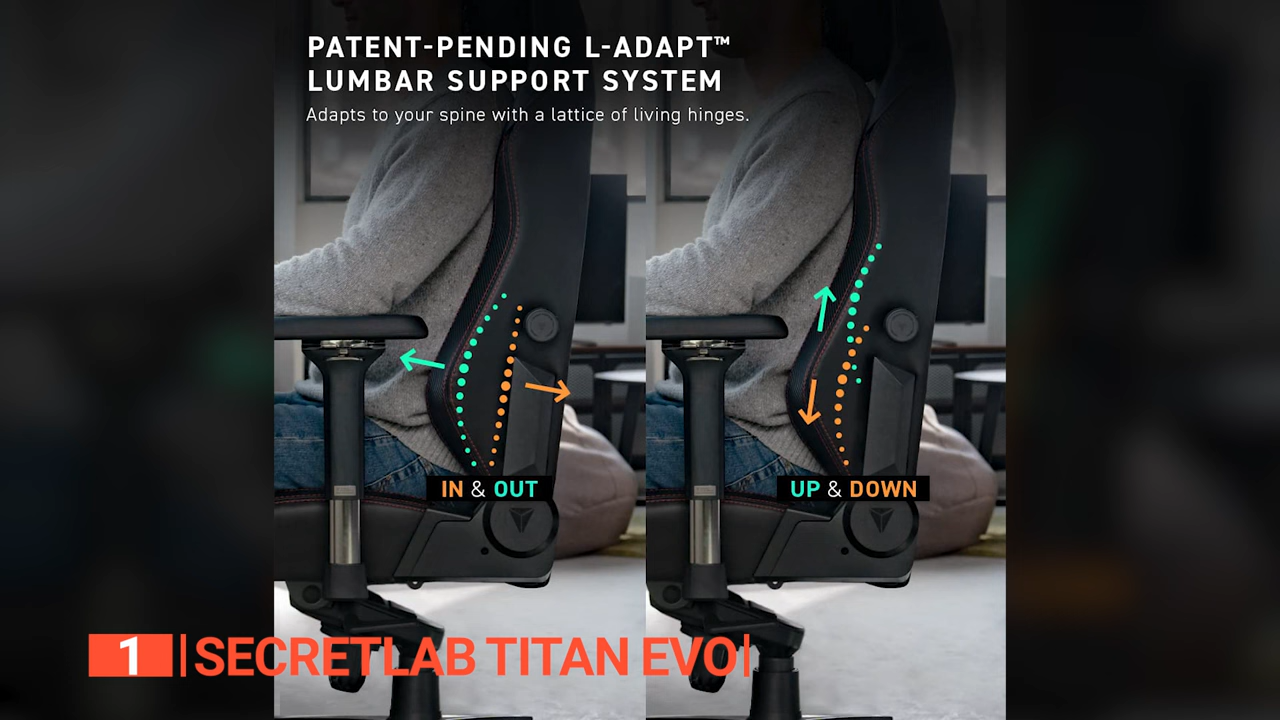 PATENT-PENDING L-ADAPT™
LUMBAR SUPPORT SYSTEM
Adapts to your spine with a lattice of living hinges.
IN & OUT
UP & DOWN
1 SECRETLAB TITAN EVO